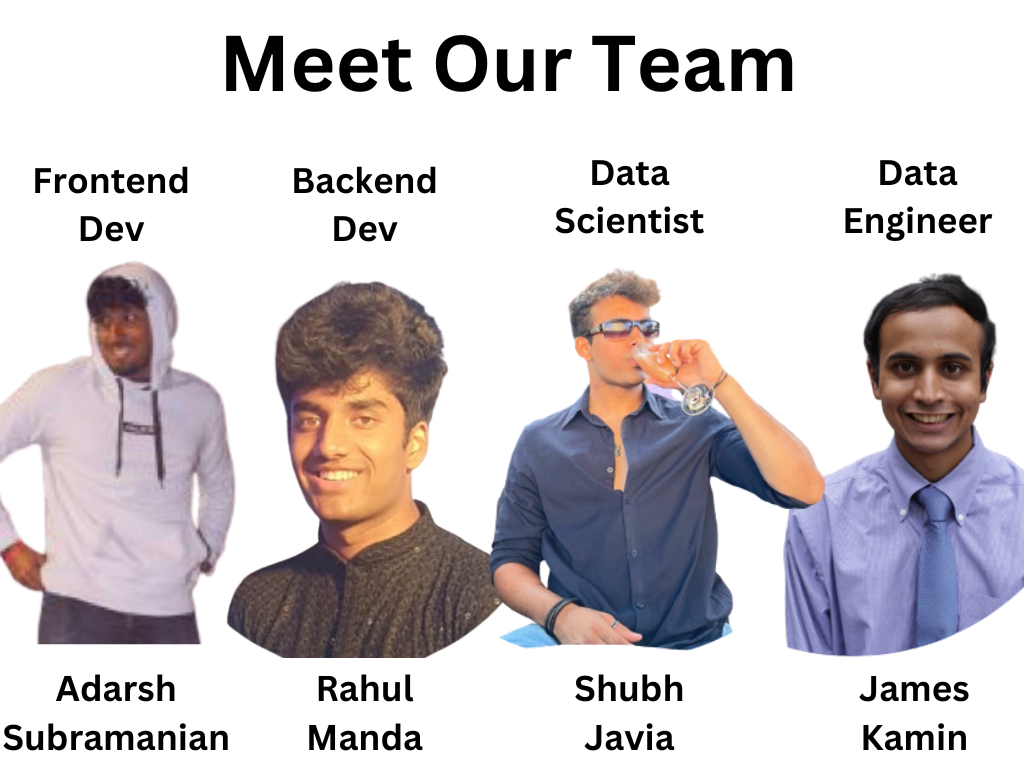 Meet Our Team
Frontend
Dev
Backend
Dev
Data
Scientist
Data
Engineer
Adarsh
Subramanian
Rahul
Manda
Shubh
Javia
James
Kamin